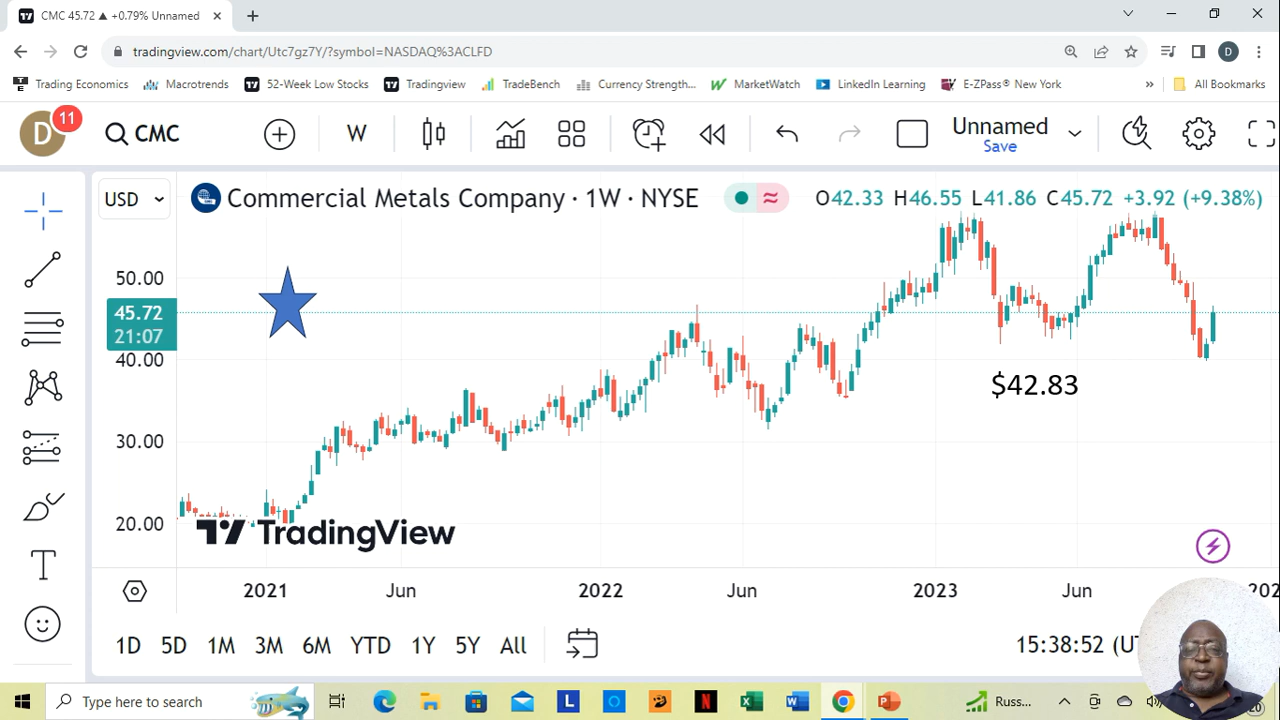 CMC 45.72 ▲ +0.79% Unnamed
tradingview.com/chart/Utc7gz7Y/?symbol=NASDAQ%3ACLFD
D
Trading Economics Macrotrends 52-Week Low Stocks Tradingview TradeBench Currency Strength... MarketWatch LinkedIn Learning E-ZPass® New York » All Bookmarks
D 11 CMC W Unnamed
Save
USD Commercial Metals Company · 1W · NYSE O42.33 H46.55 L41.86 C45.72 +3.92 (+9.38%)
50.00
45.72
21:07
40.00
$42.83
30.00
20.00
TradingView
T
2021 Jun 2022 Jun 2023 Jun
1D 5D 1M 3M 6M YTD 1Y 5Y All 15:38:52 (UT
Type here to search L N X W P Russ...